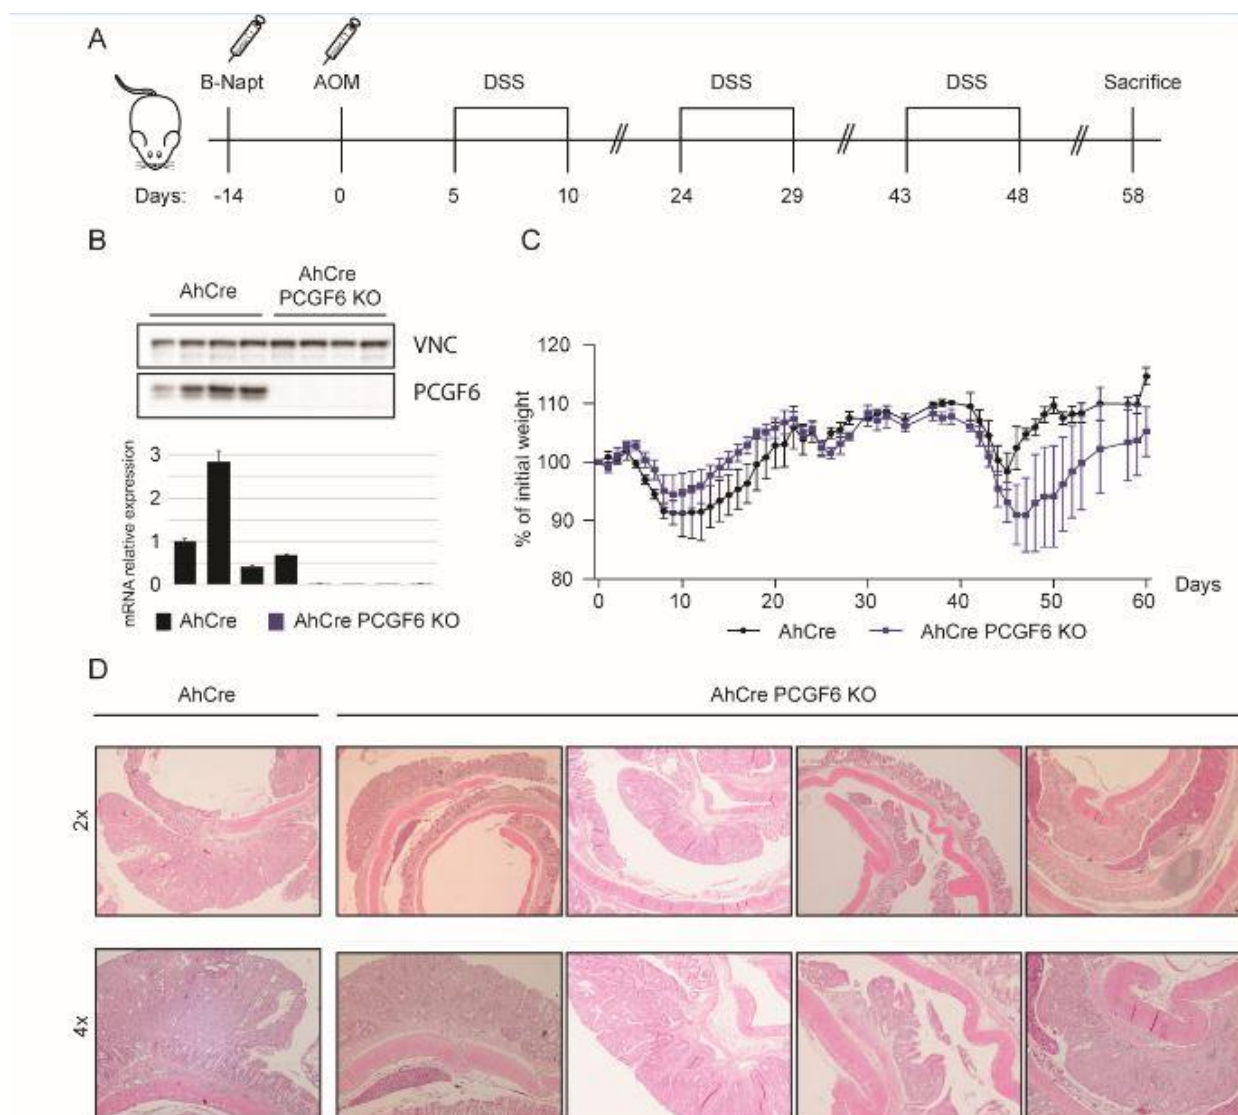 A
B-Napt AOM DSS DSS DSS Sacrifice
Days: -14 0 5 10 24 29 43 48 58
B
AhCre
AhCre
PCGF6 KO
VNC
PCGF6
mRNA relative expression
3
2
1
0
AhCre AhCre PCGF6 KO
C
% of initial weight
120
110
100
90
80
0 10 20 30 40 50 60
Days
AhCre AhCre PCGF6 KO
D
AhCre AhCre PCGF6 KO
2x
4x